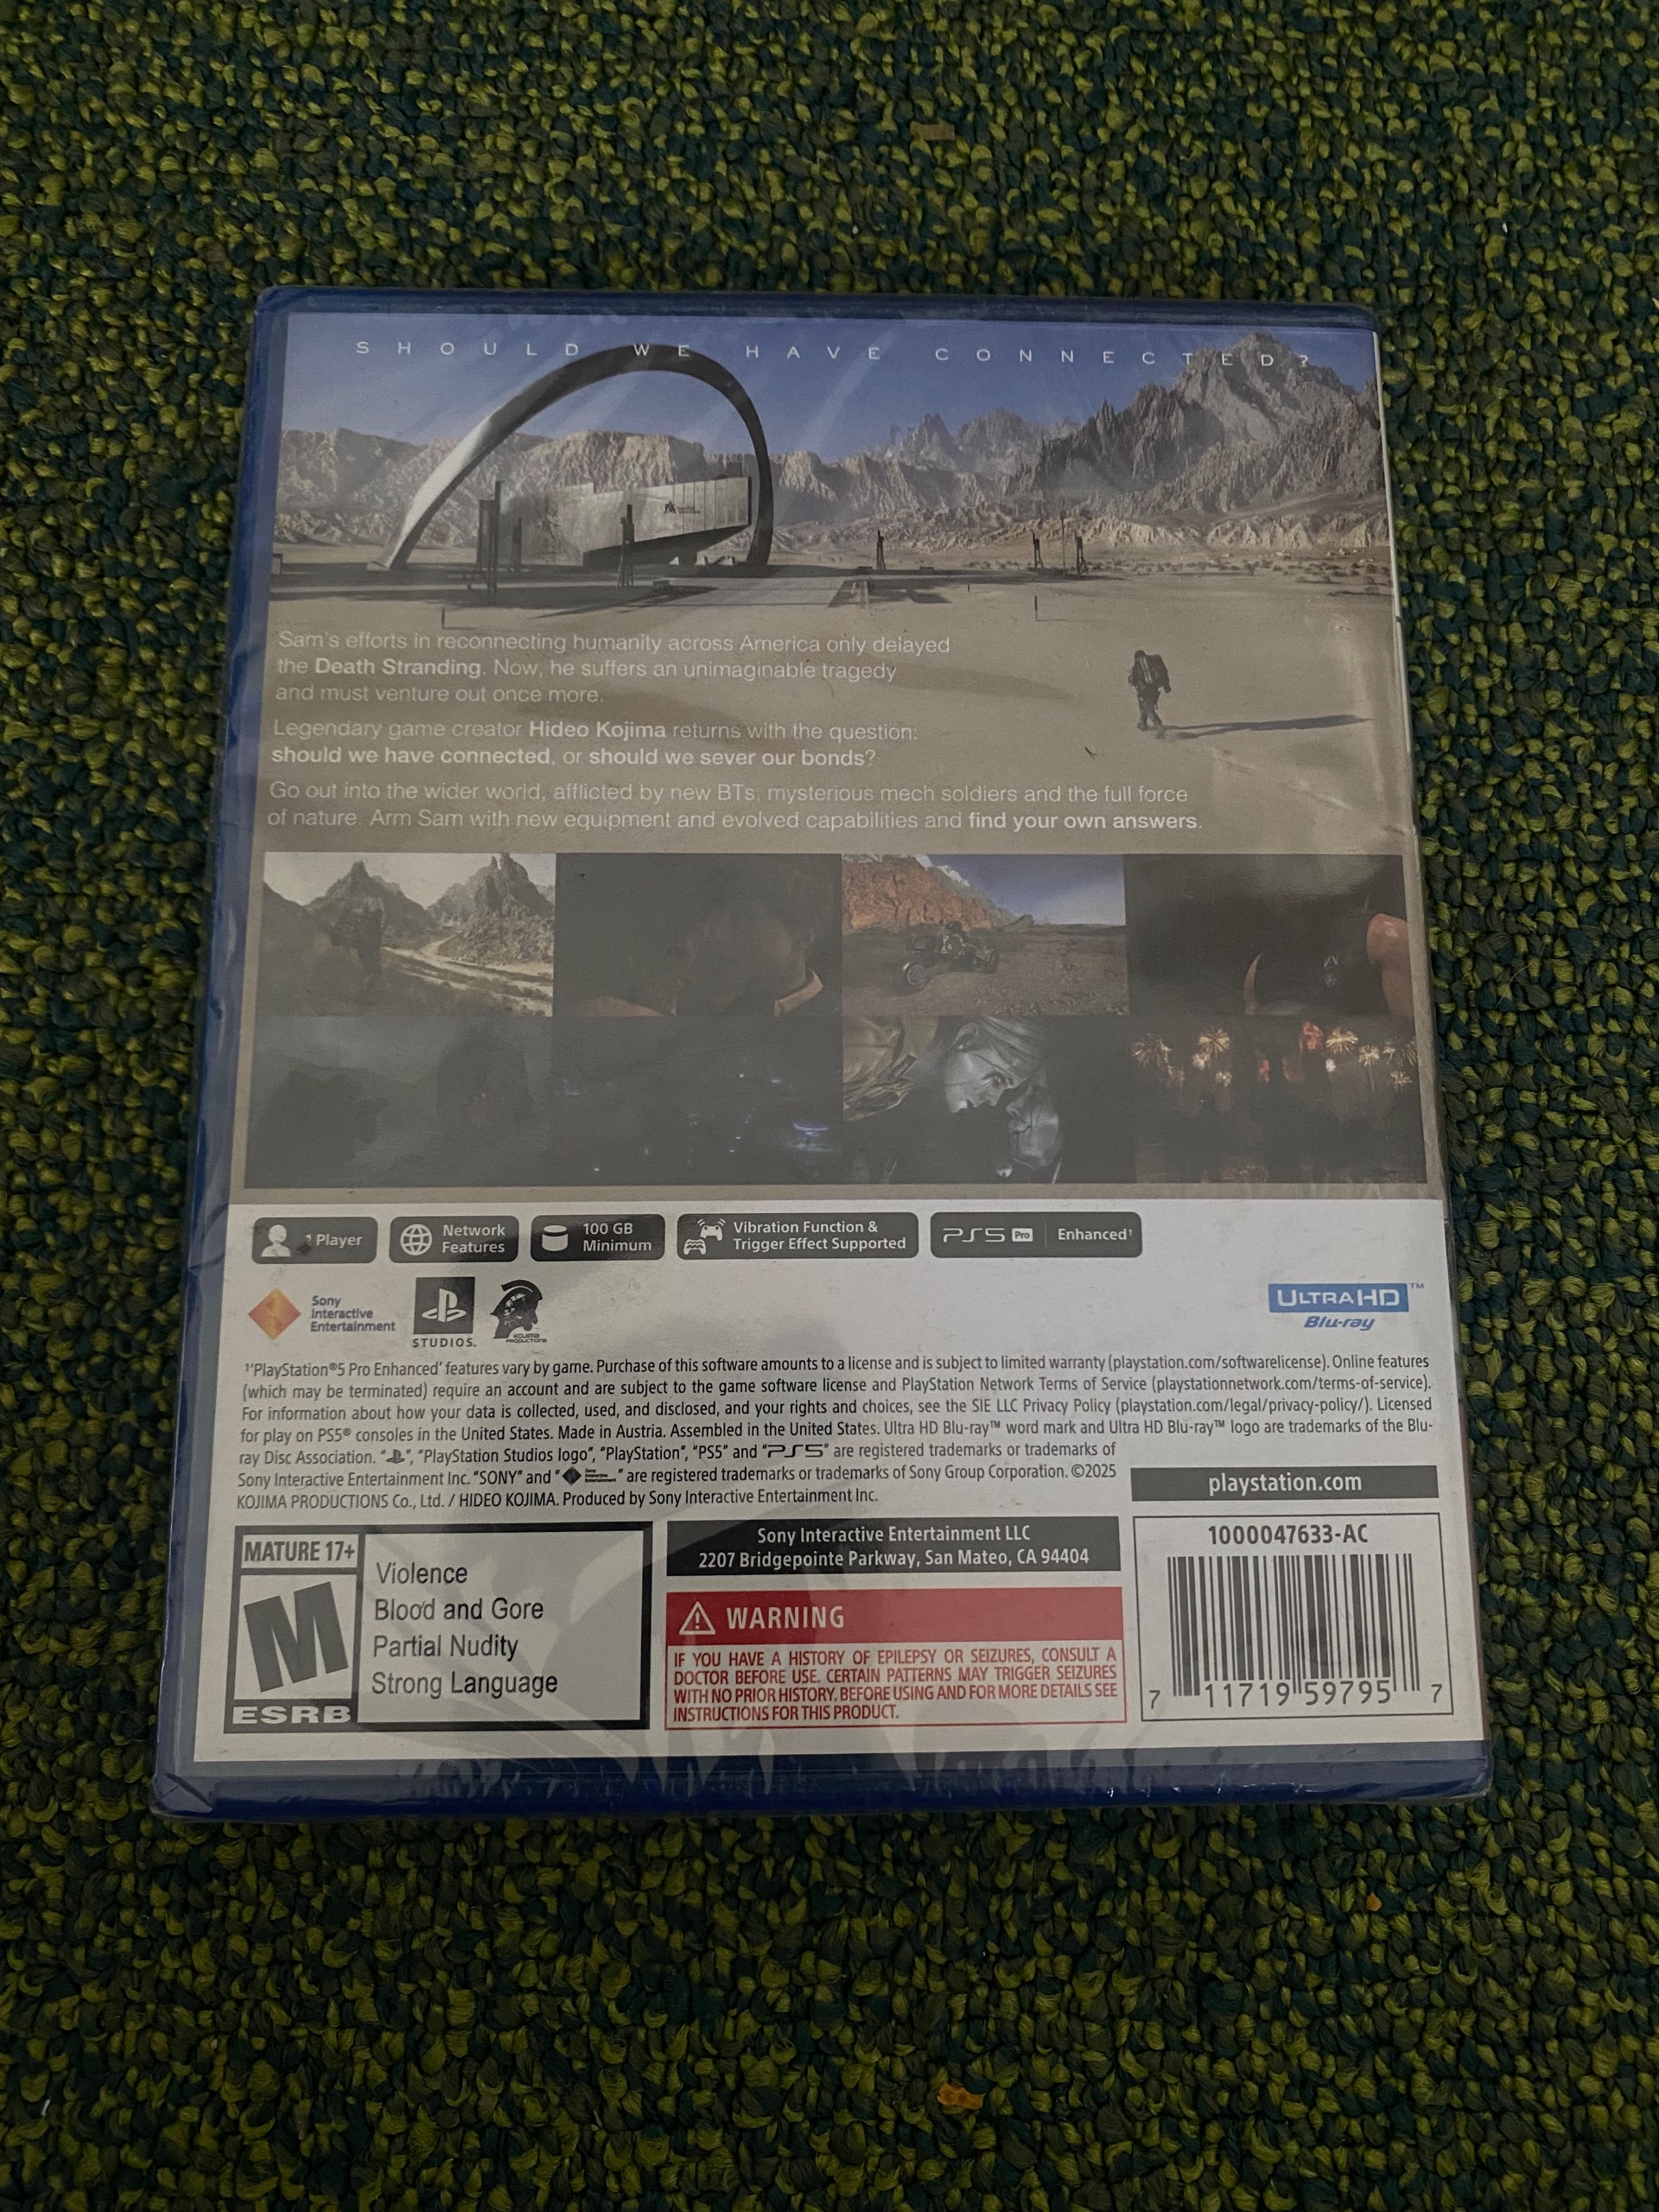 SHOULD WE HAVE CONNECTED?
Sam's efforts in reconnecting humanity across America only delayed
the Death Stranding. Now, he suffers an unimaginable tragedy
and must venture out once more.
Legendary game creator Hideo Kojima returns with the question:
should we have connected, or should we sever our bonds?
Go out into the wider world, afflicted by new BTs, mysterious mech soldiers and the full force
of nature. Arm Sam with new equipment and evolved capabilities and find your own answers.
1 Player
Network
Features
100 GB
Minimum
Vibration Function &
Trigger Effect Supported
PS5 Pro Enhanced†
Sony
Interactive
Entertainment
STUDIOS.
KOJIMA
PRODUCTIONS
ULTRA HD™
Blu-ray
†'PlayStation®5 Pro Enhanced' features vary by game. Purchase of this software amounts to a license and is subject to limited warranty (playstation.com/softwarelicense). Online features
(which may be terminated) require an account and are subject to the game software license and PlayStation Network Terms of Service (playstationnetwork.com/terms-of-service).
For information about how your data is collected, used, and disclosed, and your rights and choices, see the SIE LLC Privacy Policy (playstation.com/legal/privacy-policy/). Licensed
for play on PS5® consoles in the United States. Made in Austria. Assembled in the United States. Ultra HD Blu-ray™ word mark and Ultra HD Blu-ray™ logo are trademarks of the Blu-
ray Disc Association. "", "PlayStation Studios logo", "PlayStation", "PS5" and "PS5" are registered trademarks or trademarks of
Sony Interactive Entertainment Inc. "SONY" and "Sony Interactive Entertainment" are registered trademarks or trademarks of Sony Group Corporation. ©2025
KOJIMA PRODUCTIONS Co., Ltd. / HIDEO KOJIMA. Produced by Sony Interactive Entertainment Inc.
playstation.com
MATURE 17+
M
ESRB
Violence
Blood and Gore
Partial Nudity
Strong Language
Sony Interactive Entertainment LLC
2207 Bridgepointe Parkway, San Mateo, CA 94404
WARNING
IF YOU HAVE A HISTORY OF EPILEPSY OR SEIZURES, CONSULT A
DOCTOR BEFORE USE. CERTAIN PATTERNS MAY TRIGGER SEIZURES
WITH NO PRIOR HISTORY. BEFORE USING AND FOR MORE DETAILS SEE
INSTRUCTIONS FOR THIS PRODUCT.
1000047633-AC
7 11719 59795 7